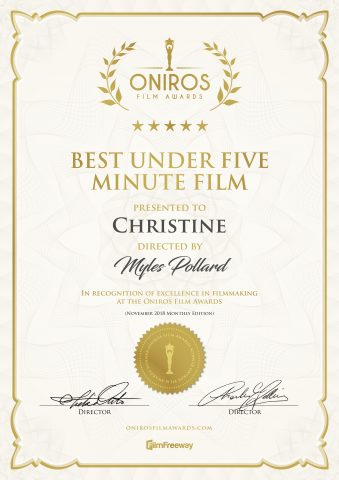 ONIROS
FILM AWARDS
BEST UNDER FIVE
MINUTE FILM
PRESENTED TO
CHRISTINE
DIRECTED BY
Myles Pollard
IN RECOGNITION OF EXCELLENCE IN FILMMAKING
AT THE ONIROS FILM AWARDS
(NOVEMBER 2018 MONTHLY EDITION)
DIRECTOR
DIRECTOR
ONIROSFILMAWARDS.COM
FilmFreeway